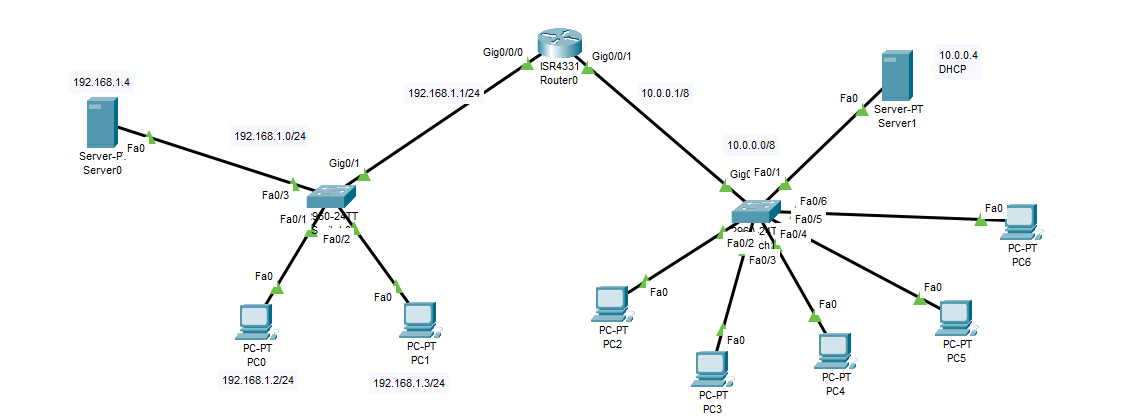 Gig0/0/0
ISR4331
Router0
Gig0/0/1
10.0.0.4
DHCP
192.168.1.4
192.168.1.1/24
10.0.0.1/8
Fa0
Server-PT
Server1
192.168.1.0/24
10.0.0.0/8
Fa0
Server0
Gig0/1
Fa0/1
Fa0/3
Fa0/1
Fa0/2
Fa0/6
Fa0/5
Fa0/4
Fa0/2
Fa0/3
Fa0
PC-PT
PC6
Fa0
PC-PT
PC0
192.168.1.2/24
Fa0
PC-PT
PC1
192.168.1.3/24
Fa0
PC-PT
PC2
Fa0
PC-PT
PC3
Fa0
PC-PT
PC4
Fa0
PC-PT
PC5